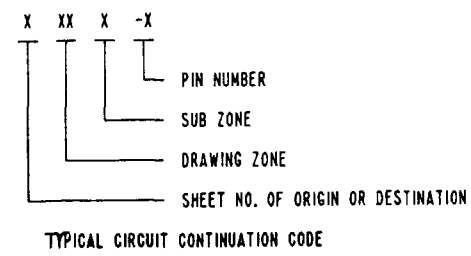 X XX X -X
PIN NUMBER
SUB ZONE
DRAWING ZONE
SHEET NO. OF ORIGIN OR DESTINATION
TYPICAL CIRCUIT CONTINUATION CODE